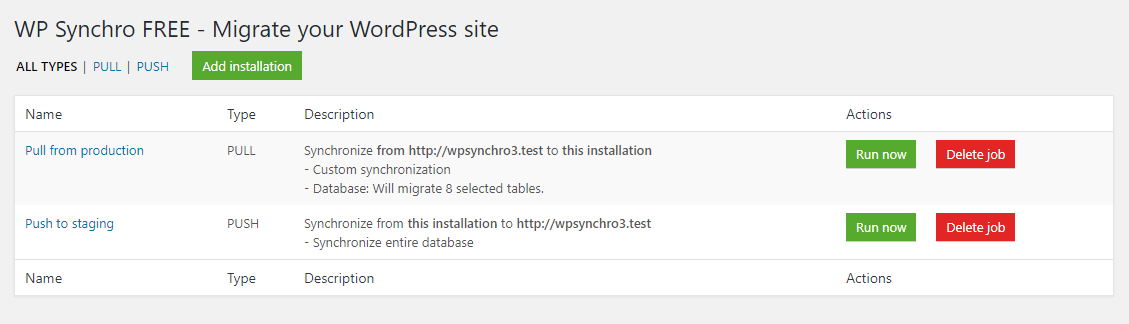 WP Synchro FREE - Migrate your WordPress site
ALL TYPES | PULL | PUSH Add installation
Name Type Description Actions
Pull from production PULL Synchronize from http://wpsynchro3.test to this installation Run now Delete job
- Custom synchronization
- Database: Will migrate 8 selected tables.
Push to staging PUSH Synchronize from this installation to http://wpsynchro3.test Run now Delete job
- Synchronize entire database
Name Type Description Actions